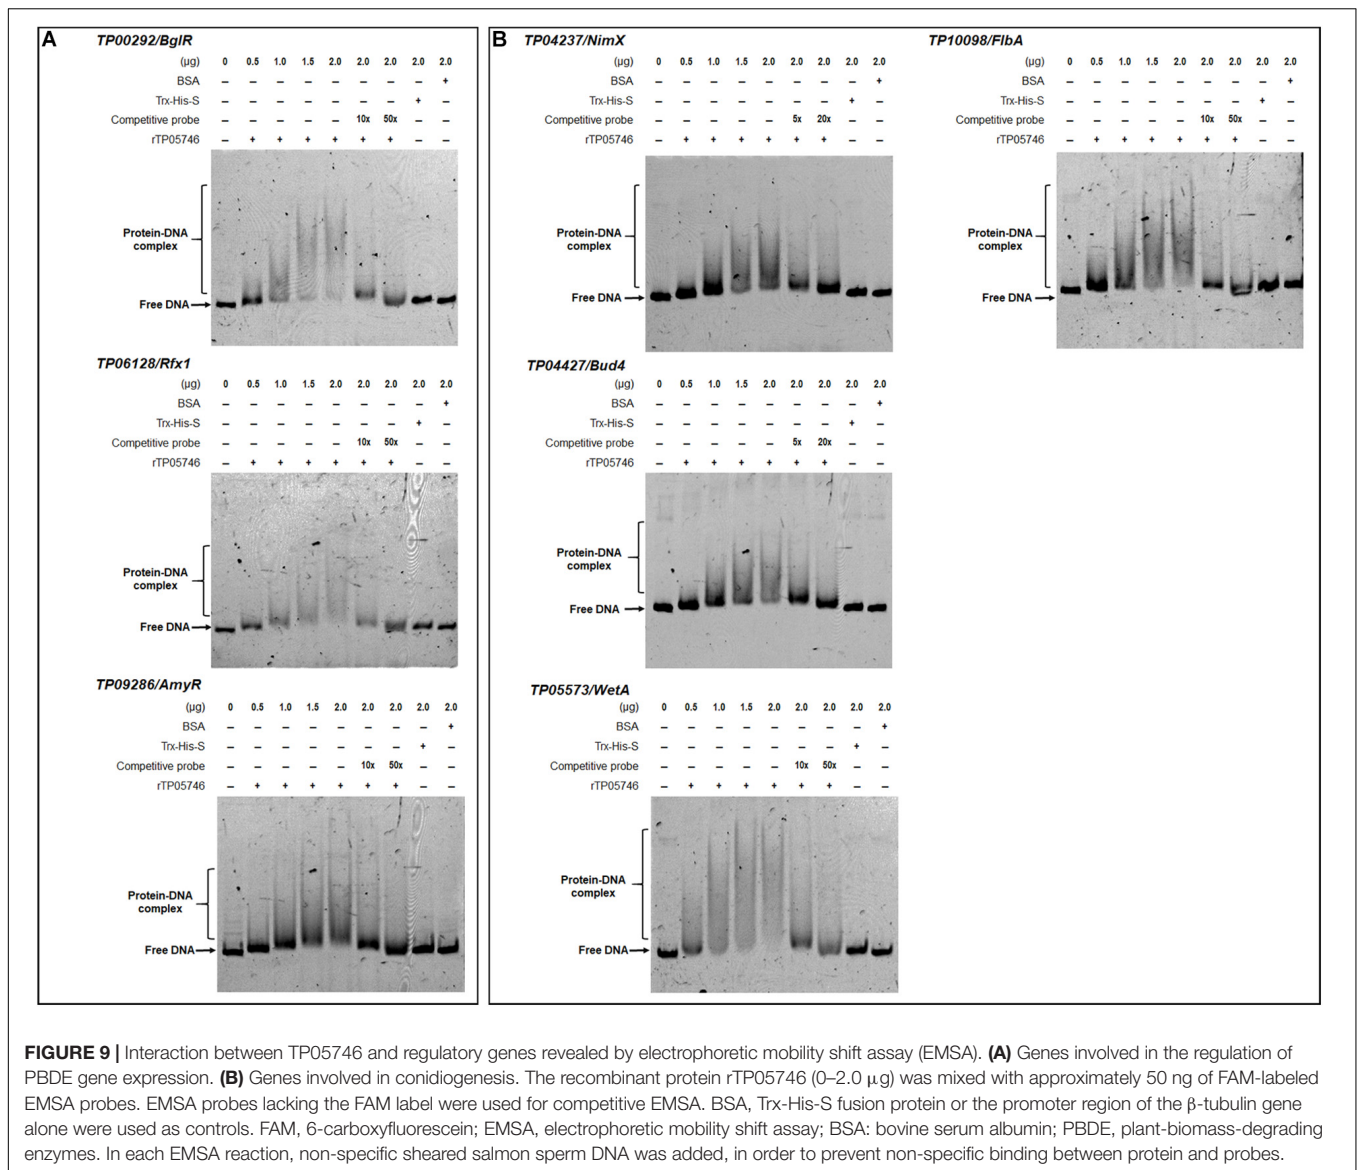 A
TP00292/BglR
(μg) 0 0.5 1.0 1.5 2.0 2.0 2.0 2.0 2.0
BSA – – – – – – – – +
Trx-His-S – – – – – – – + –
Competitive probe – – – – – 10x 50x – –
rTP05746 – + + + + + + – –
Protein-DNA
complex
Free DNA
TP06128/Rfx1
(μg) 0 0.5 1.0 1.5 2.0 2.0 2.0 2.0 2.0
BSA – – – – – – – – +
Trx-His-S – – – – – – – + –
Competitive probe – – – – – 10x 50x – –
rTP05746 – + + + + + + – –
Protein-DNA
complex
Free DNA
TP09286/AmyR
(μg) 0 0.5 1.0 1.5 2.0 2.0 2.0 2.0 2.0
BSA – – – – – – – – +
Trx-His-S – – – – – – – + –
Competitive probe – – – – – 10x 50x – –
rTP05746 – + + + + + + – –
Protein-DNA
complex
Free DNA
B
TP04237/NimX
(μg) 0 0.5 1.0 1.5 2.0 2.0 2.0 2.0 2.0
BSA – – – – – – – – +
Trx-His-S – – – – – – – + –
Competitive probe – – – – – 5x 20x – –
rTP05746 – + + + + + + – –
Protein-DNA
complex
Free DNA
TP04427/Bud4
(μg) 0 0.5 1.0 1.5 2.0 2.0 2.0 2.0 2.0
BSA – – – – – – – – +
Trx-His-S – – – – – – – + –
Competitive probe – – – – – 5x 20x – –
rTP05746 – + + + + + + – –
Protein-DNA
complex
Free DNA
TP05573/WetA
(μg) 0 0.5 1.0 1.5 2.0 2.0 2.0 2.0 2.0
BSA – – – – – – – – +
Trx-His-S – – – – – – – + –
Competitive probe – – – – – 10x 50x – –
rTP05746 – + + + + + + – –
Protein-DNA
complex
Free DNA
TP10098/FlbA
(μg) 0 0.5 1.0 1.5 2.0 2.0 2.0 2.0 2.0
BSA – – – – – – – – +
Trx-His-S – – – – – – – + –
Competitive probe – – – – – 10x 50x – –
rTP05746 – + + + + + + – –
Protein-DNA
complex
Free DNA
FIGURE 9 | Interaction between TP05746 and regulatory genes revealed by electrophoretic mobility shift assay (EMSA). (A) Genes involved in the regulation of
PBDE gene expression. (B) Genes involved in conidiogenesis. The recombinant protein rTP05746 (0–2.0 μg) was mixed with approximately 50 ng of FAM-labeled
EMSA probes. EMSA probes lacking the FAM label were used for competitive EMSA. BSA, Trx-His-S fusion protein or the promoter region of the β-tubulin gene
alone were used as controls. FAM, 6-carboxyfluorescein; EMSA, electrophoretic mobility shift assay; BSA: bovine serum albumin; PBDE, plant-biomass-degrading
enzymes. In each EMSA reaction, non-specific sheared salmon sperm DNA was added, in order to prevent non-specific binding between protein and probes.